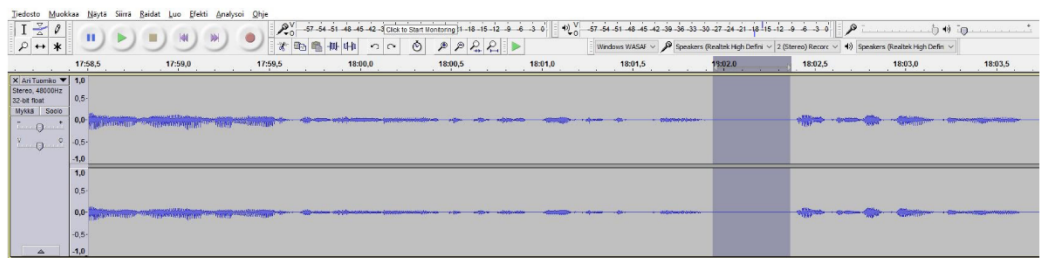 Tiedosto Muokkaa Näytä Siirrä Raidat Luo Efekti Analysoi Ohje
-57 -54 -51 -48 -45 -42 -3 Click to Start Monitoring 1 -18 -15 -12 -9 -6 -3 0
-57 -54 -51 -48 -45 -42 -39 -36 -33 -30 -27 -24 -21 -18 -15 -12 -9 -6 -3 0
Windows WASAF Speakers (Realtek High Defini 2 (Stereo) Recorc Speakers (Realtek High Defin
17:58,5 17:59,0 17:59,5 18:00,0 18:00,5 18:01,0 18:01,5 18:02,0 18:02,5 18:03,0 18:03,5
X Ari Tuomiko
Stereo, 48000Hz
32-bit float
Mykkä Soolo
- +
V O
1,0
0,5-
0,0-
-0,5-
-1,0
1,0
0,5-
0,0-
-0,5-
-1,0